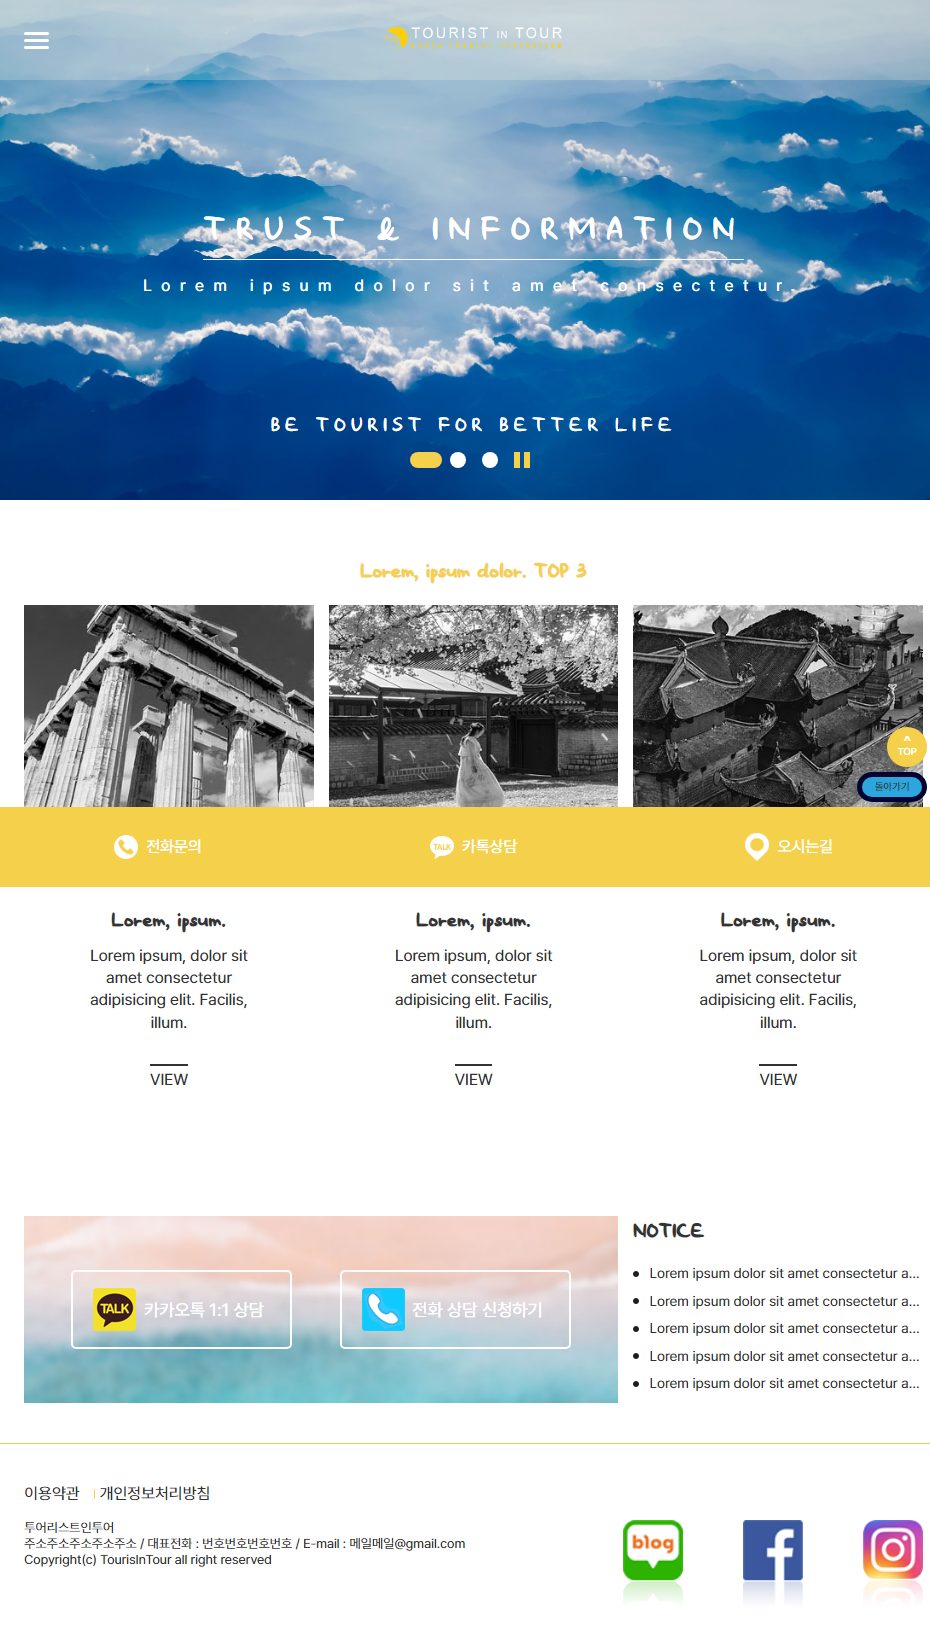 TOURIST IN TOUR
TRUST & INFORMATION
Lorem ipsum dolor sit amet consectetur.
BE TOURIST FOR BETTER LIFE
Lorem, ipsum dolor. TOP 3
TOP
돌아가기
전화문의
TALK 카톡상담
오시는길
Lorem, ipsum.
Lorem ipsum, dolor sit
amet consectetur
adipisicing elit. Facilis,
illum.
VIEW
Lorem, ipsum.
Lorem ipsum, dolor sit
amet consectetur
adipisicing elit. Facilis,
illum.
VIEW
Lorem, ipsum.
Lorem ipsum, dolor sit
amet consectetur
adipisicing elit. Facilis,
illum.
VIEW
TALK 카카오톡 1:1 상담
전화 상담 신청하기
NOTICE
Lorem ipsum dolor sit amet consectetur a...
Lorem ipsum dolor sit amet consectetur a...
Lorem ipsum dolor sit amet consectetur a...
Lorem ipsum dolor sit amet consectetur a...
Lorem ipsum dolor sit amet consectetur a...
이용약관 | 개인정보처리방침
투어리스트인투어
주소주소주소주소주소 / 대표전화 : 번호번호번호번호 / E-mail : 메일메일@gmail.com
Copyright(c) TourisInTour all right reserved
blog